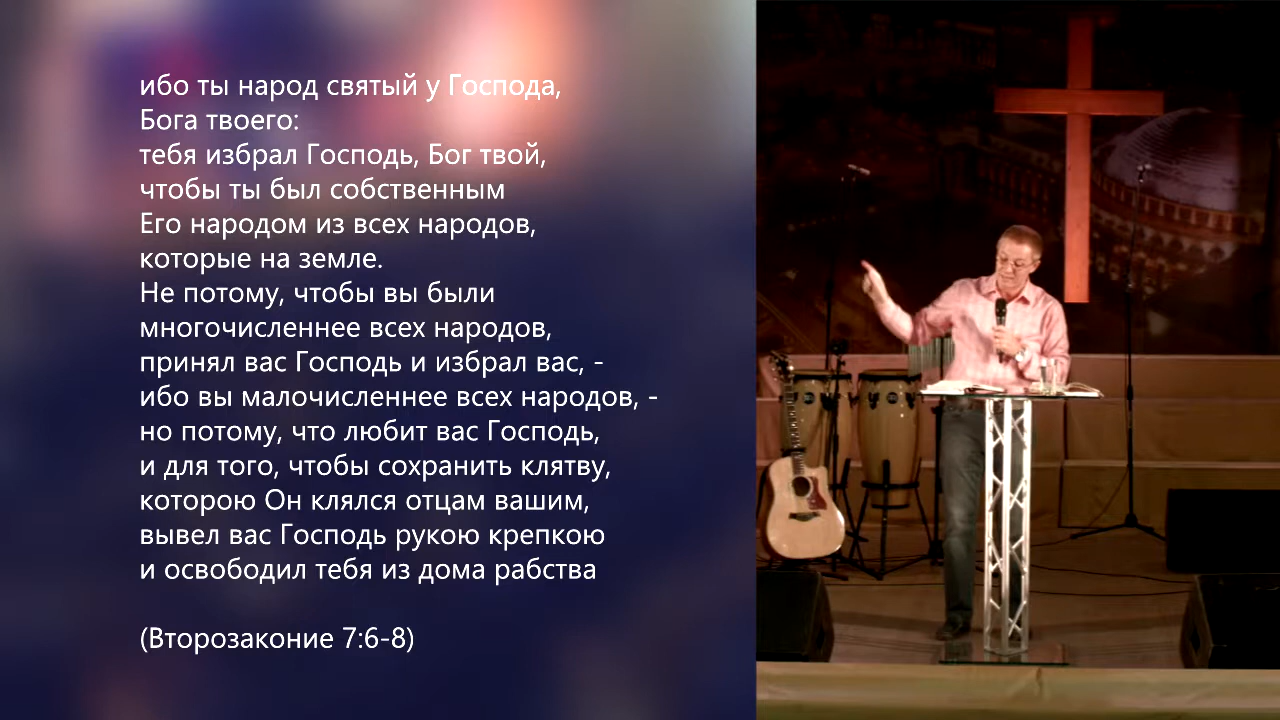 ибо ты народ святый у Господа,
Бога твоего:
тебя избрал Господь, Бог твой,
чтобы ты был собственным
Его народом из всех народов,
которые на земле.
Не потому, чтобы вы были
многочисленнее всех народов,
принял вас Господь и избрал вас, -
ибо вы малочисленнее всех народов, -
но потому, что любит вас Господь,
и для того, чтобы сохранить клятву,
которою Он клялся отцам вашим,
вывел вас Господь рукою крепкою
и освободил тебя из дома рабства
(Второзаконие 7:6-8)